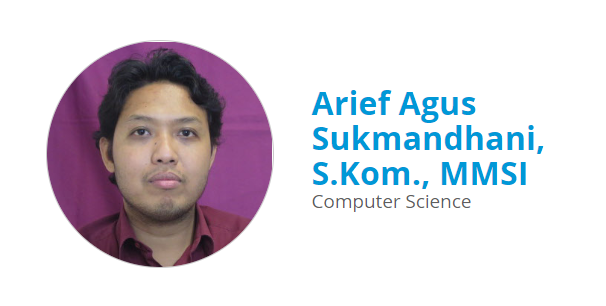 Arief Agus
Sukmandhani,
S.Kom., MMSI
Computer Science